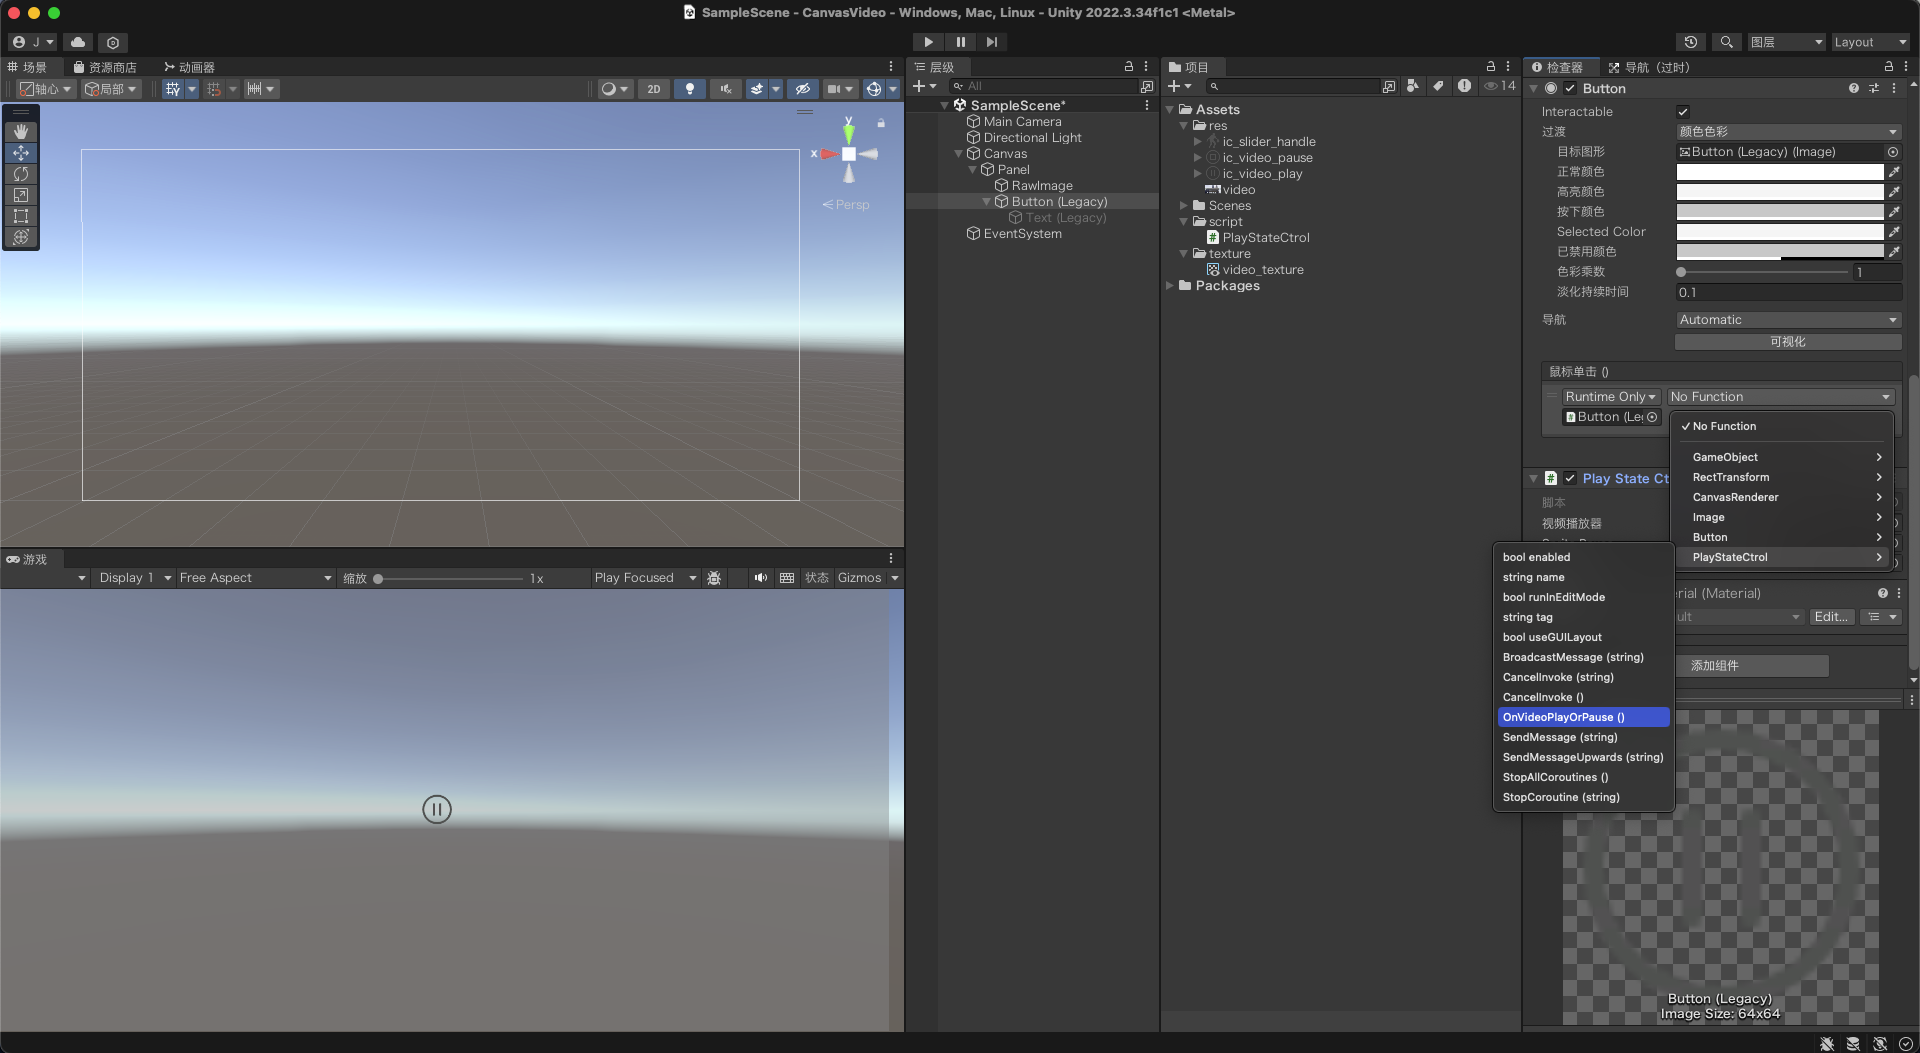 SampleScene - CanvasVideo - Windows, Mac, Linux - Unity 2022.3.34f1c1 <Metal>
J
图层
Layout
场景
资源商店
动画器
轴心
局部
2D
y
x
Persp
层级
All
SampleScene*
Main Camera
Directional Light
Canvas
Panel
RawImage
Button (Legacy)
Text (Legacy)
EventSystem
项目
14
Assets
res
ic_slider_handle
ic_video_pause
ic_video_play
video
Scenes
script
PlayStateCtrol
texture
video_texture
Packages
检查器
导航（过时）
Button
Interactable
过渡
颜色色彩
目标图形
Button (Legacy) (Image)
正常颜色
高亮颜色
按下颜色
Selected Color
已禁用颜色
色彩乘数
1
淡化持续时间
0.1
导航
Automatic
可视化
鼠标单击 ()
Runtime Only
No Function
Button (Le
No Function
GameObject
RectTransform
CanvasRenderer
Image
Button
PlayStateCtrol
Play State Ct
脚本
视频播放器
bool enabled
string name
bool runInEditMode
string tag
bool useGUILayout
BroadcastMessage (string)
CancelInvoke (string)
CancelInvoke ()
OnVideoPlayOrPause ()
SendMessage (string)
SendMessageUpwards (string)
StopAllCoroutines ()
StopCoroutine (string)
erial (Material)
ult
Edit...
添加组件
Button (Legacy)
Image Size: 64x64
游戏
Display 1
Free Aspect
缩放
1x
Play Focused
状态
Gizmos